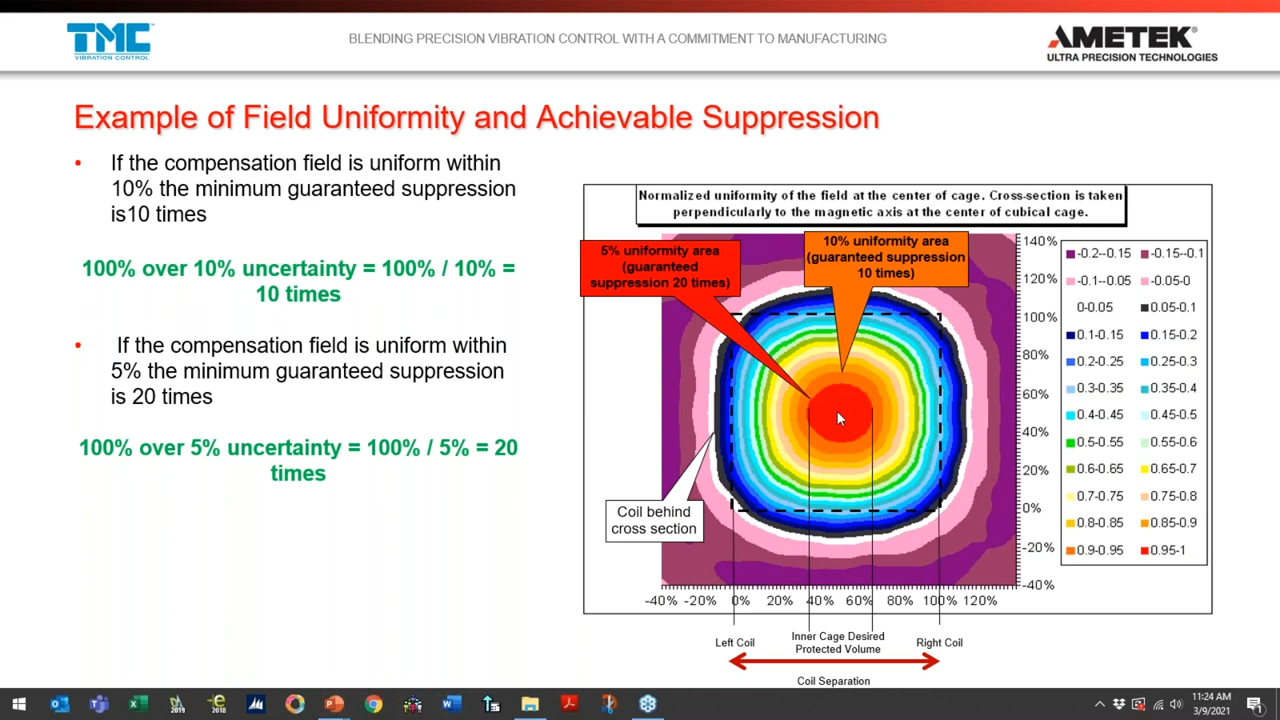 TMC
VIBRATION CONTROL
BLENDING PRECISION VIBRATION CONTROL WITH A COMMITMENT TO MANUFACTURING
AMETEK®
ULTRA PRECISION TECHNOLOGIES
Example of Field Uniformity and Achievable Suppression
• If the compensation field is uniform within
10% the minimum guaranteed suppression
is10 times
100% over 10% uncertainty = 100% / 10% =
10 times
• If the compensation field is uniform within
5% the minimum guaranteed suppression
is 20 times
100% over 5% uncertainty = 100% / 5% = 20
times
Normalized uniformity of the field at the center of cage. Cross-section is taken
perpendicularly to the magnetic axis at the center of cubical cage.
5% uniformity area
(guaranteed
suppression 20 times)
10% uniformity area
(guaranteed suppression
10 times)
Coil behind
cross section
140%
120%
100%
80%
60%
40%
20%
0%
-20%
-40%
-40% -20% 0% 20% 40% 60% 80% 100% 120%
-0.2--0.15 -0.15--0.1
-0.1--0.05 -0.05-0
0-0.05 0.05-0.1
0.1-0.15 0.15-0.2
0.2-0.25 0.25-0.3
0.3-0.35 0.35-0.4
0.4-0.45 0.45-0.5
0.5-0.55 0.55-0.6
0.6-0.65 0.65-0.7
0.7-0.75 0.75-0.8
0.8-0.85 0.85-0.9
0.9-0.95 0.95-1
Left Coil
Inner Cage Desired
Protected Volume
Right Coil
Coil Separation
2019
2018
11:24 AM
3/9/2021